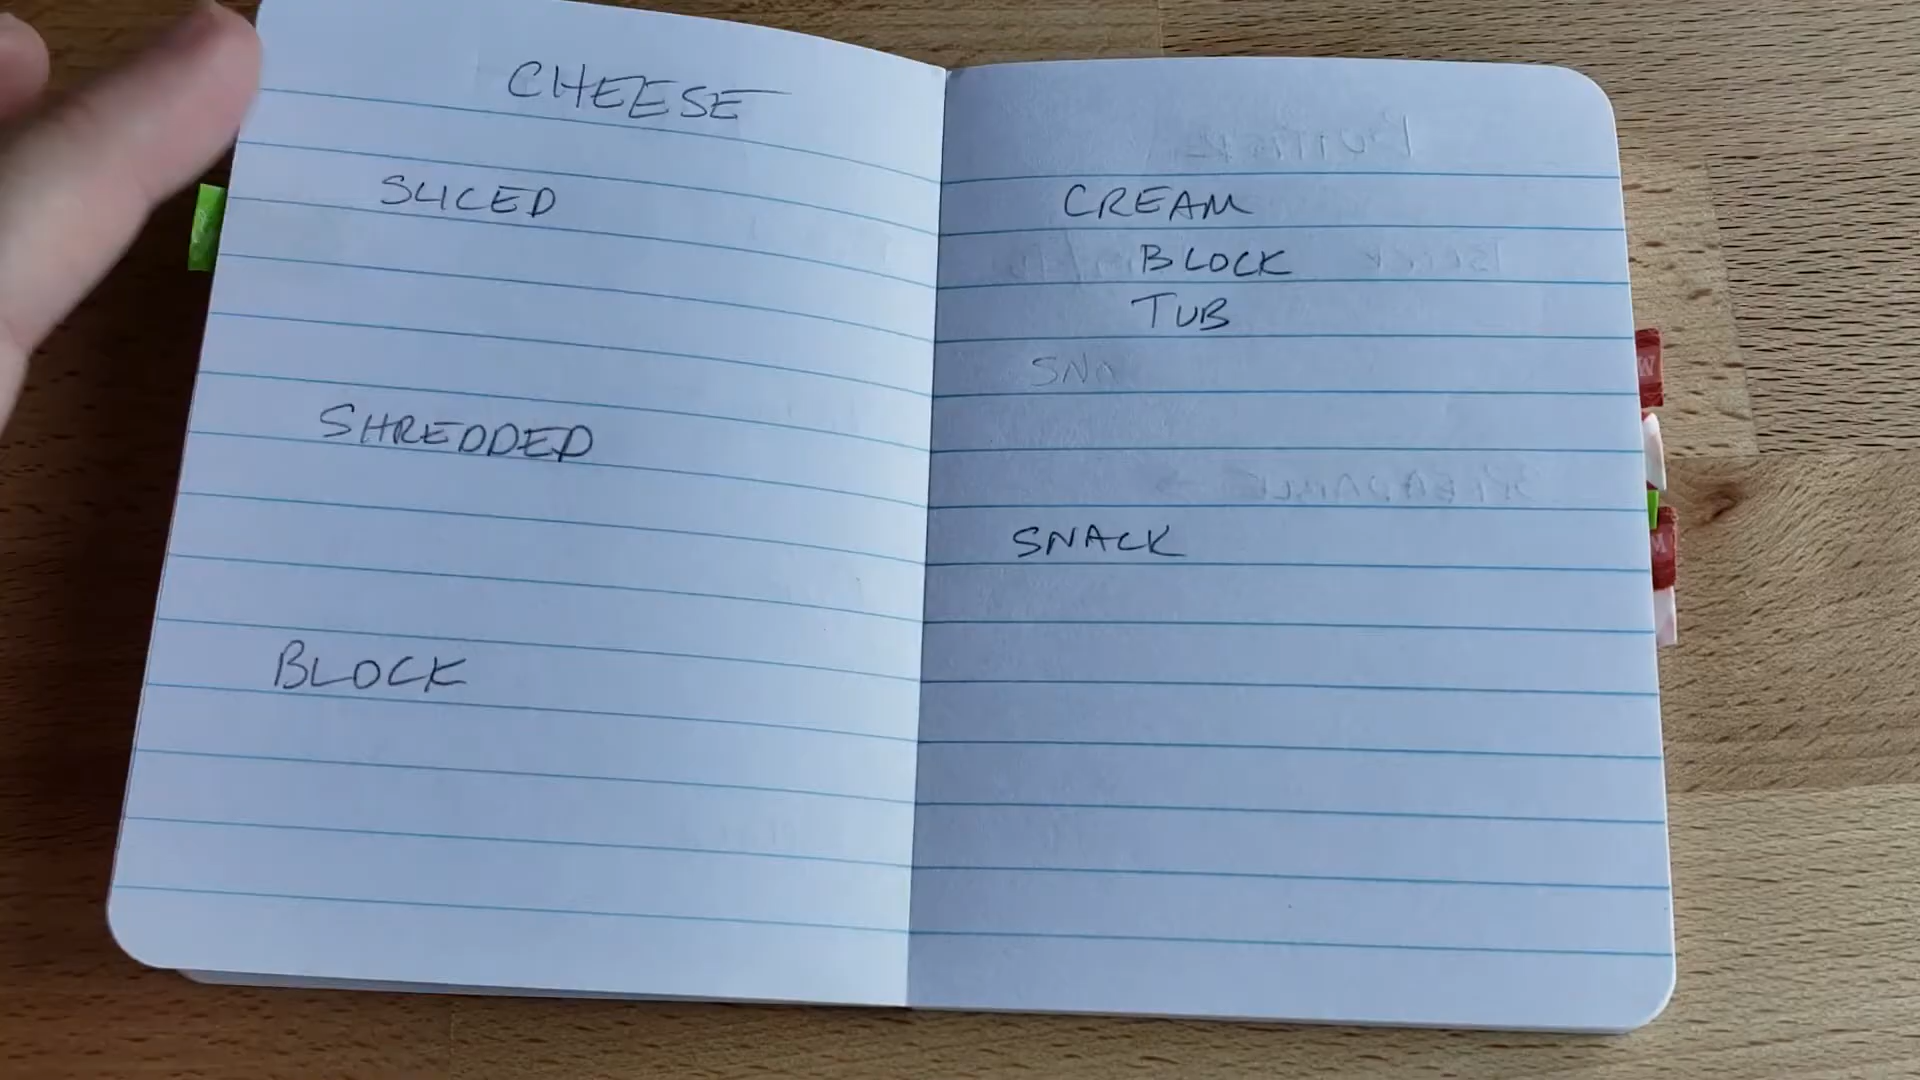 CHEESE
SLICED
SHREDDED
BLOCK
CREAM
BLOCK
TUB
SNA
SNACK
W
W